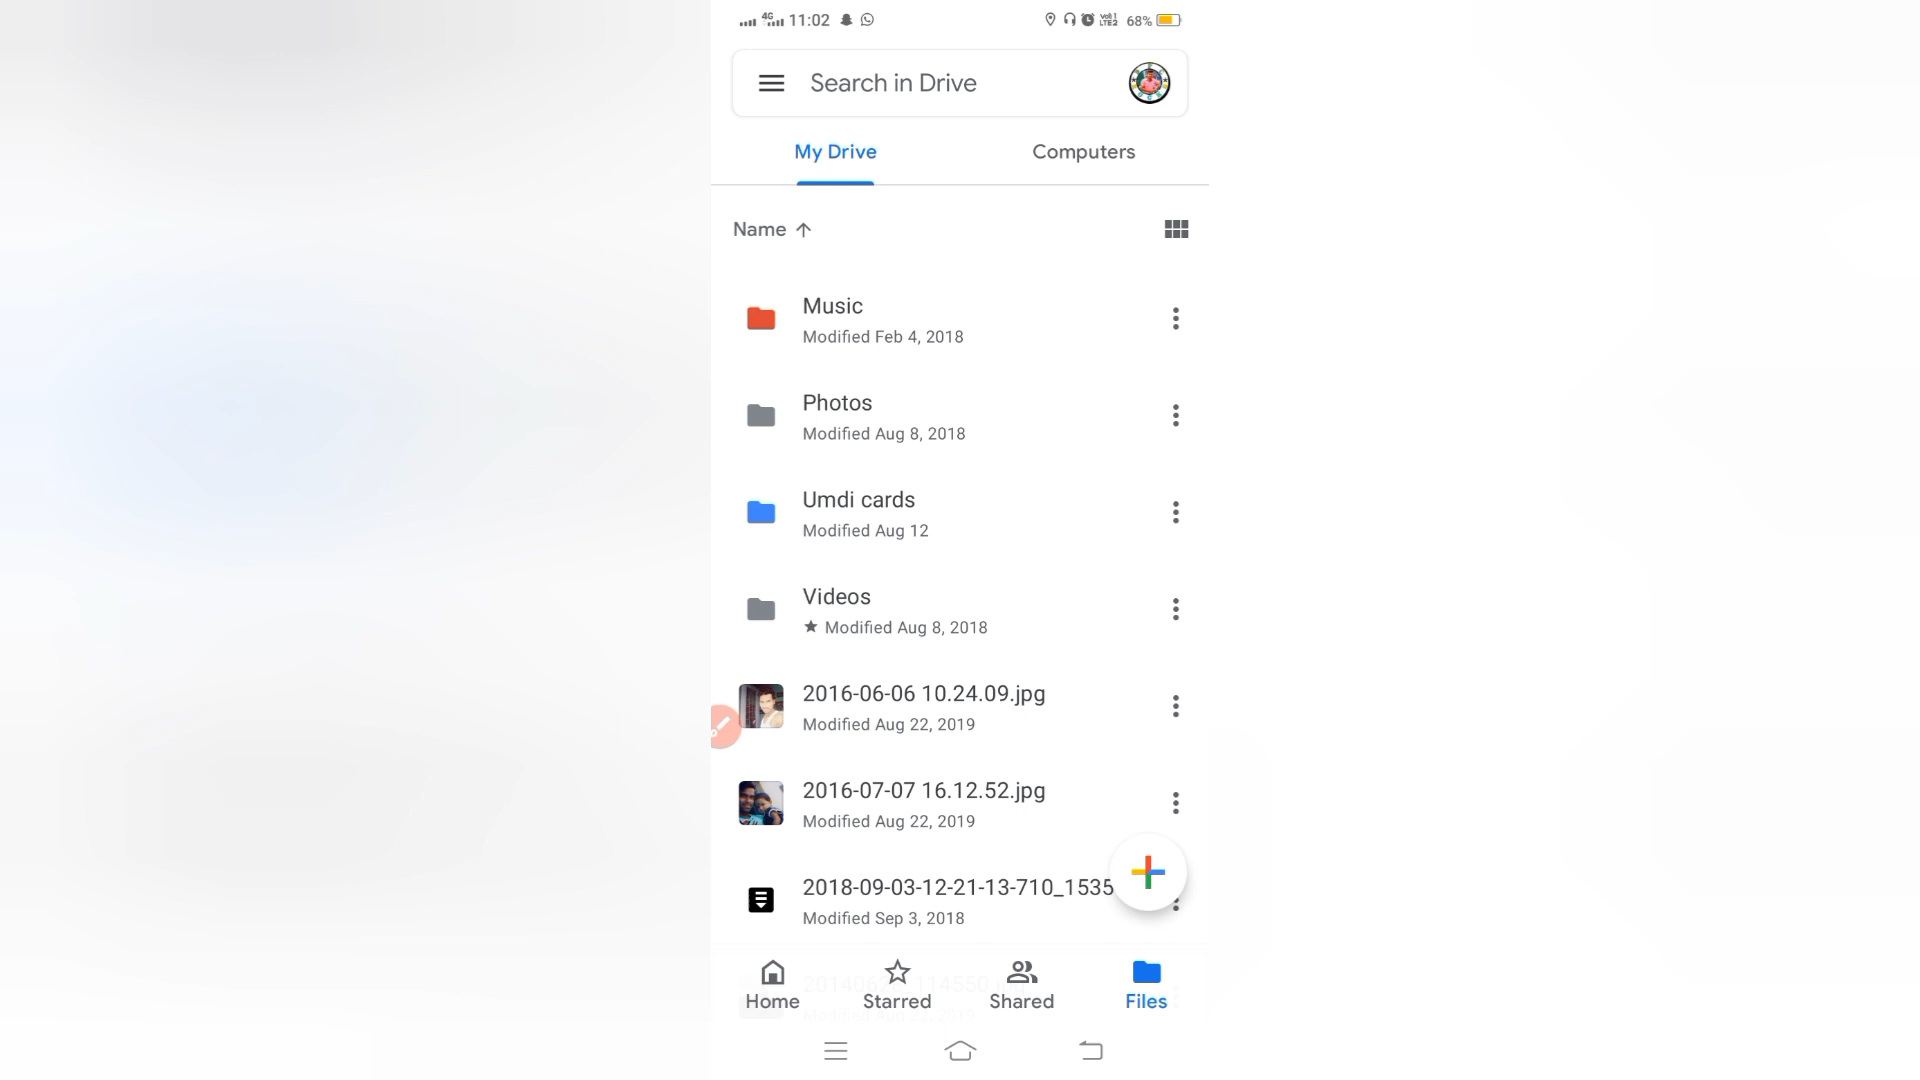 4G 11:02 68%
Search in Drive
My Drive Computers
Name
Music
Modified Feb 4, 2018
Photos
Modified Aug 8, 2018
Umdi cards
Modified Aug 12
Videos
Modified Aug 8, 2018
2016-06-06 10.24.09.jpg
Modified Aug 22, 2019
2016-07-07 16.12.52.jpg
Modified Aug 22, 2019
2018-09-03-12-21-13-710_1535
Modified Sep 3, 2018
Home Starred Shared Files